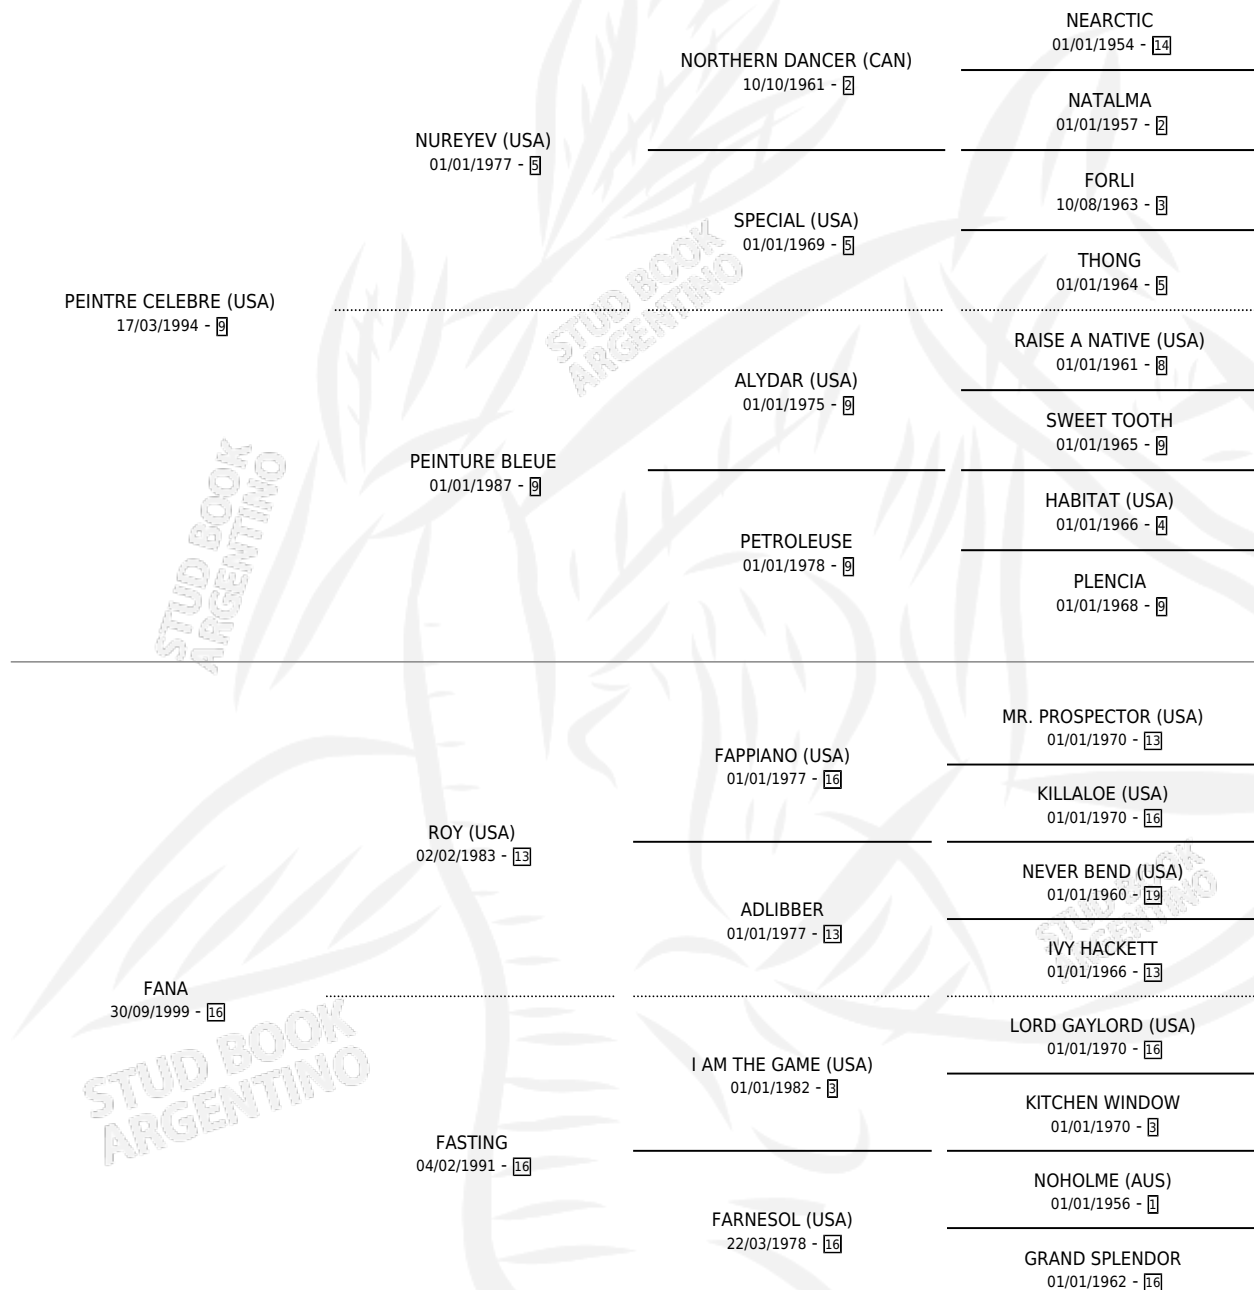 NEARCTIC
01/01/1954 - 14
NORTHERN DANCER (CAN)
10/10/1961 - 2
NATALMA
01/01/1957 - 2
NUREYEV (USA)
01/01/1977 - 5
FORLI
10/08/1963 - 3
SPECIAL (USA)
01/01/1969 - 5
THONG
01/01/1964 - 5
PEINTRE CELEBRE (USA)
17/03/1994 - 9
RAISE A NATIVE (USA)
01/01/1961 - 8
ALYDAR (USA)
01/01/1975 - 9
SWEET TOOTH
01/01/1965 - 9
PEINTURE BLEUE
01/01/1987 - 9
HABITAT (USA)
01/01/1966 - 4
PETROLEUSE
01/01/1978 - 9
PLENCIA
01/01/1968 - 9
MR. PROSPECTOR (USA)
01/01/1970 - 13
FAPPIANO (USA)
01/01/1977 - 16
KILLALOE (USA)
01/01/1970 - 16
ROY (USA)
02/02/1983 - 13
NEVER BEND (USA)
01/01/1960 - 19
ADLIBBER
01/01/1977 - 13
IVY HACKETT
01/01/1966 - 13
FANA
30/09/1999 - 16
LORD GAYLORD (USA)
01/01/1970 - 16
I AM THE GAME (USA)
01/01/1982 - 3
KITCHEN WINDOW
01/01/1970 - 3
FASTING
04/02/1991 - 16
NOHOLME (AUS)
01/01/1956 - 1
FARNESOL (USA)
22/03/1978 - 16
GRAND SPLENDOR
01/01/1962 - 16
STUD BOOK
ARGENTINO
STUD BOOK
ARGENTINO
STUD BOOK
ARGENTINO
STUD BOOK
ARGENTINO